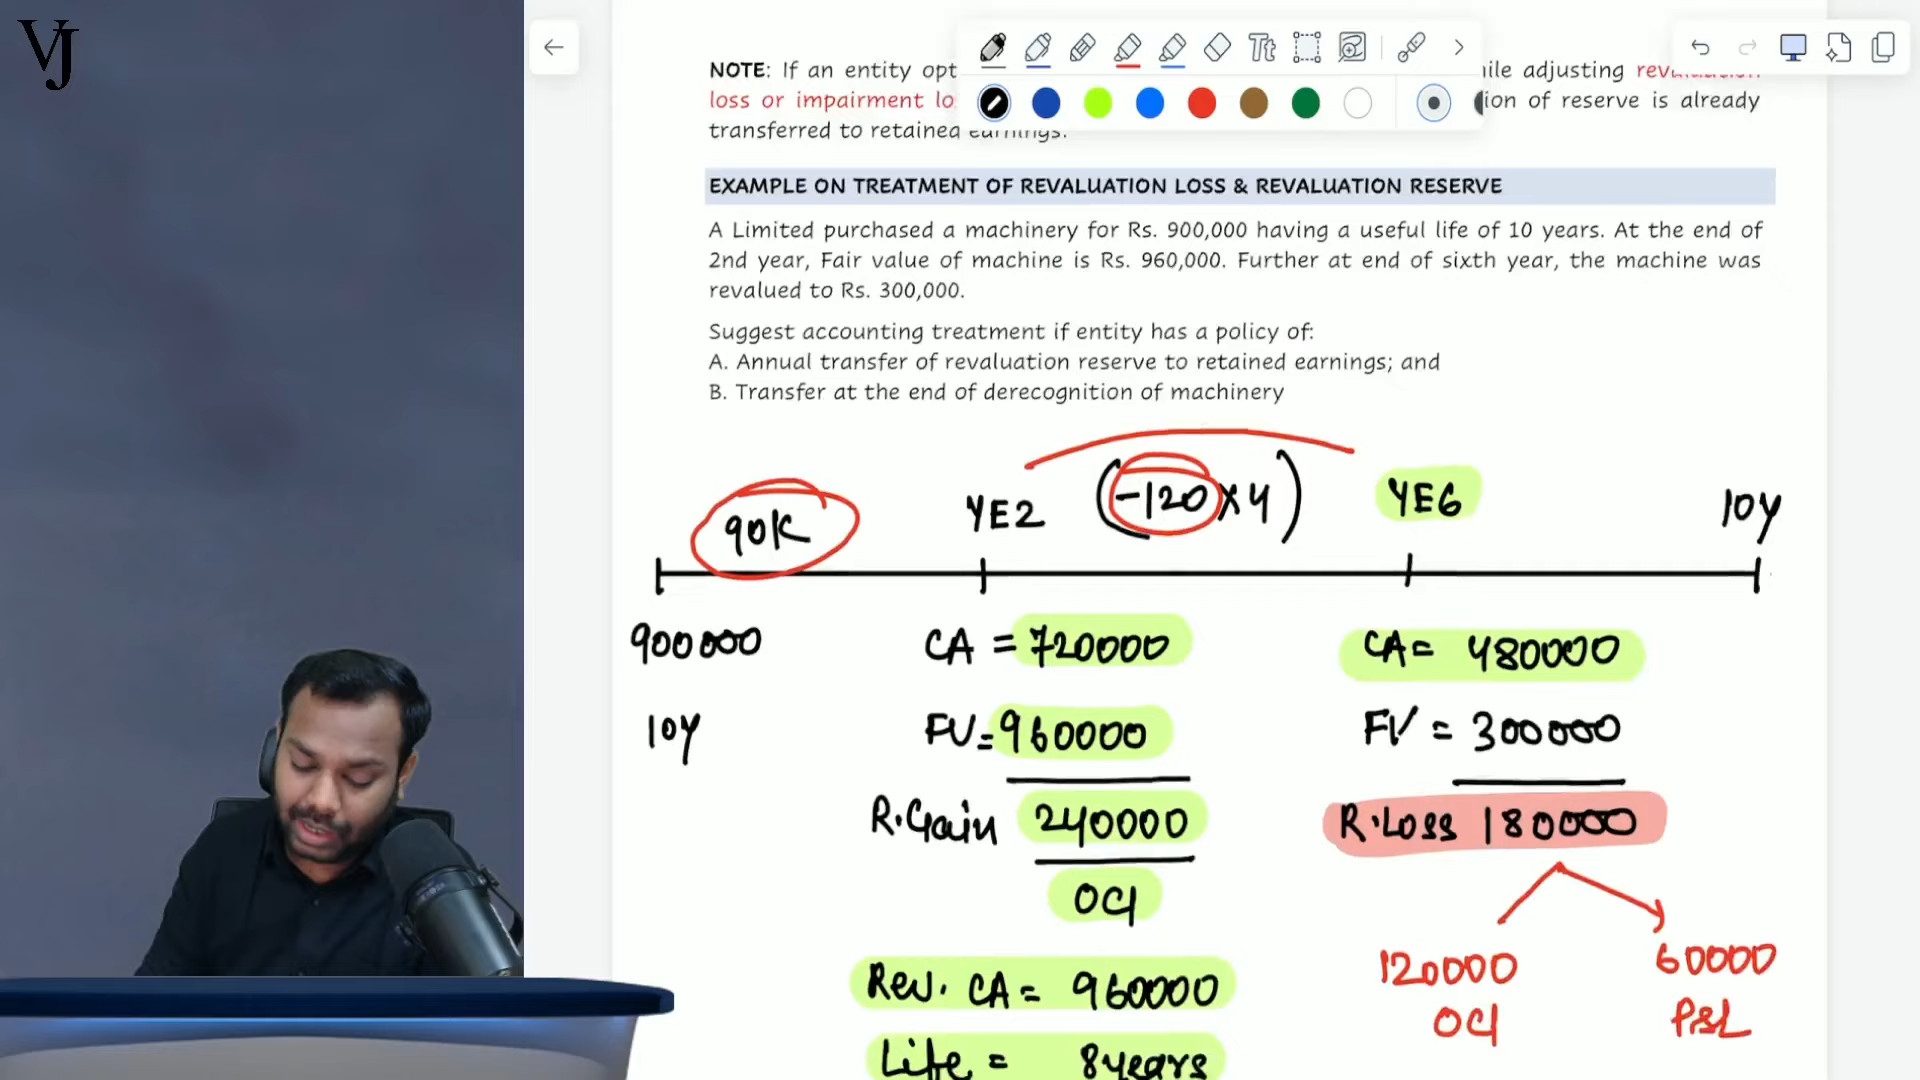 VJ
NOTE: If an entity opt ile adjusting
loss or impairment lo ion of reserve is already
transferred to retained earnings.
EXAMPLE ON TREATMENT OF REVALUATION LOSS & REVALUATION RESERVE
A Limited purchased a machinery for Rs. 900,000 having a useful life of 10 years. At the end of
2nd year, Fair value of machine is Rs. 960,000. Further at end of sixth year, the machine was
revalued to Rs. 300,000.
Suggest accounting treatment if entity has a policy of:
A. Annual transfer of revaluation reserve to retained earnings; and
B. Transfer at the end of derecognition of machinery
90K YE2 (-120 x 4) YE6 10y
900000 CA = 720000 CA = 480000
10y FV = 960000 FV = 300000
R.Gain 240000 R.Loss 180000
OCI
120000 60000
Rev. CA = 960000
OCI P&L
Life = 8 years